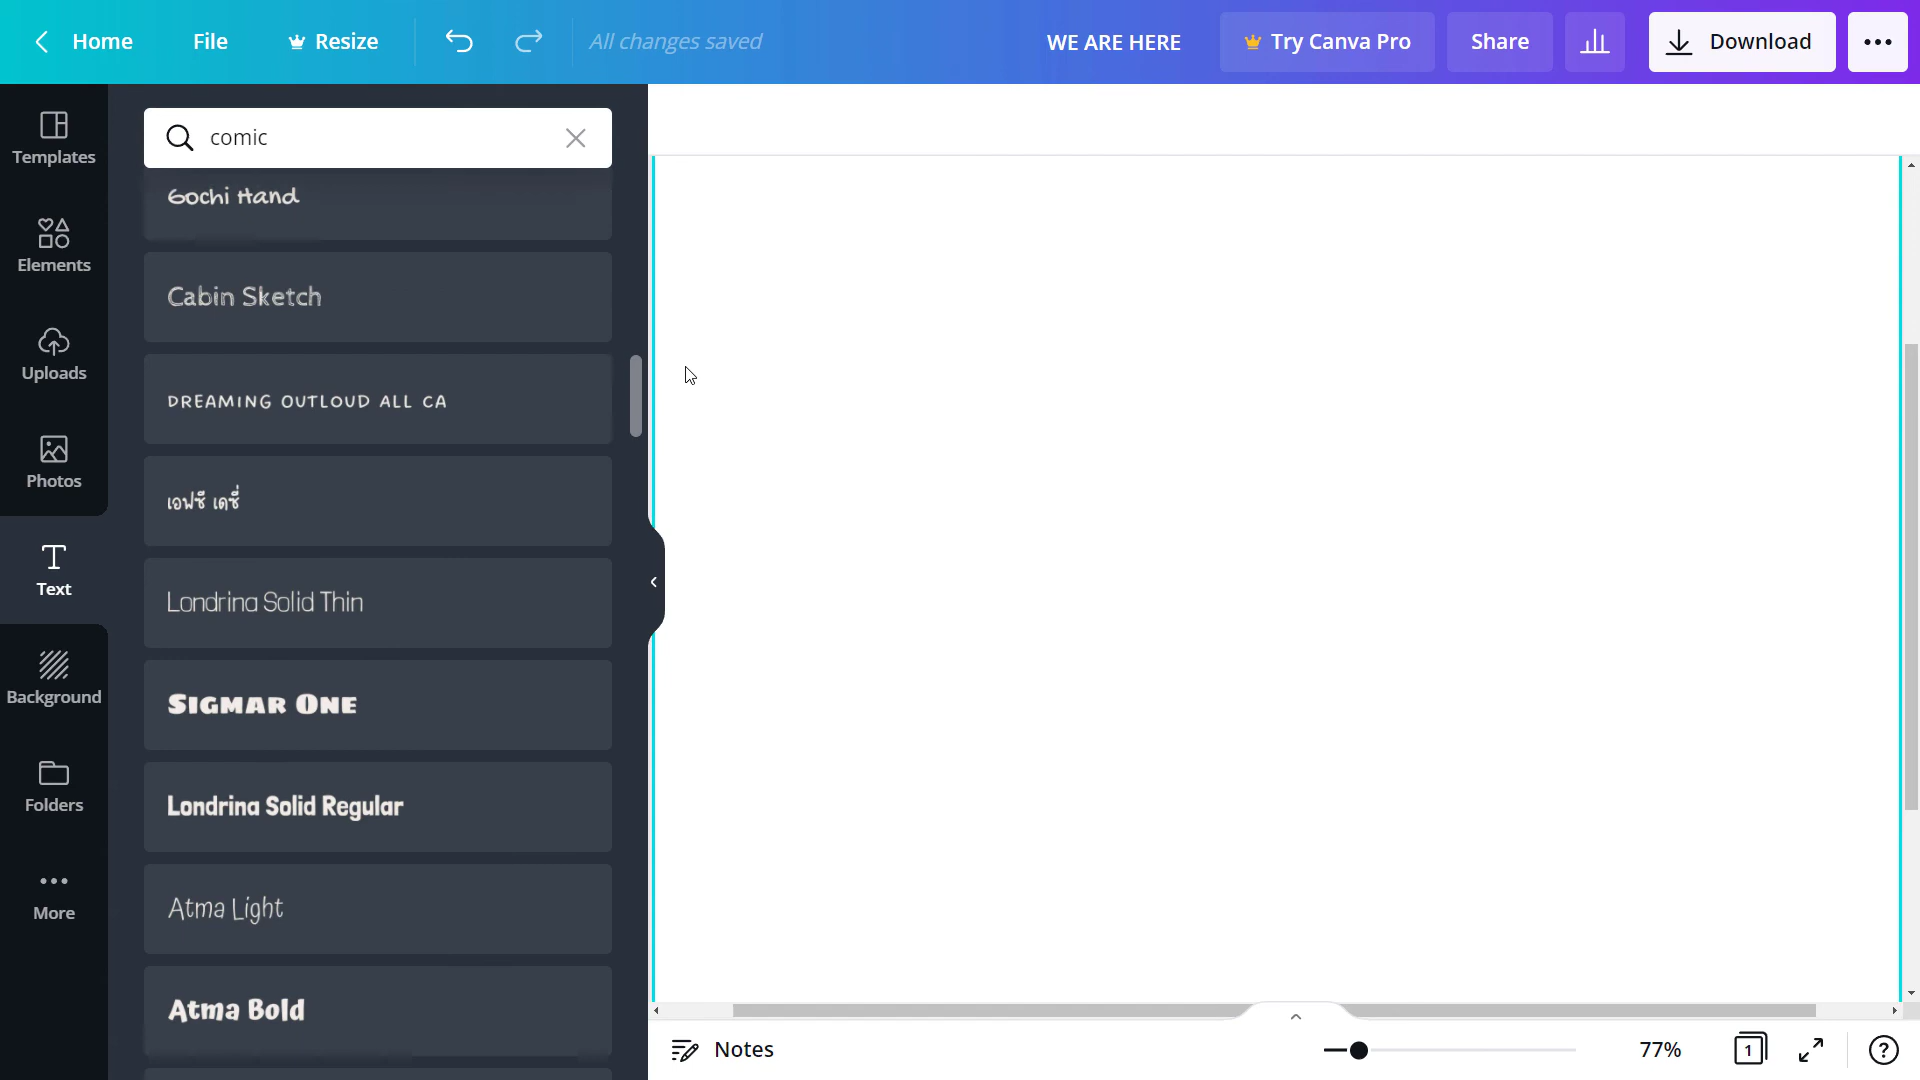 Home File Resize All changes saved WE ARE HERE Try Canva Pro Share Download
Templates
Elements
Uploads
Photos
Text
Background
Folders
More
comic
Gochi Hand
Cabin Sketch
DREAMING OUTLOUD ALL CA
เอฟซี เดซี่
Londrina Solid Thin
Sigmar One
Londrina Solid Regular
Atma Light
Atma Bold
Notes 77% 1 ?